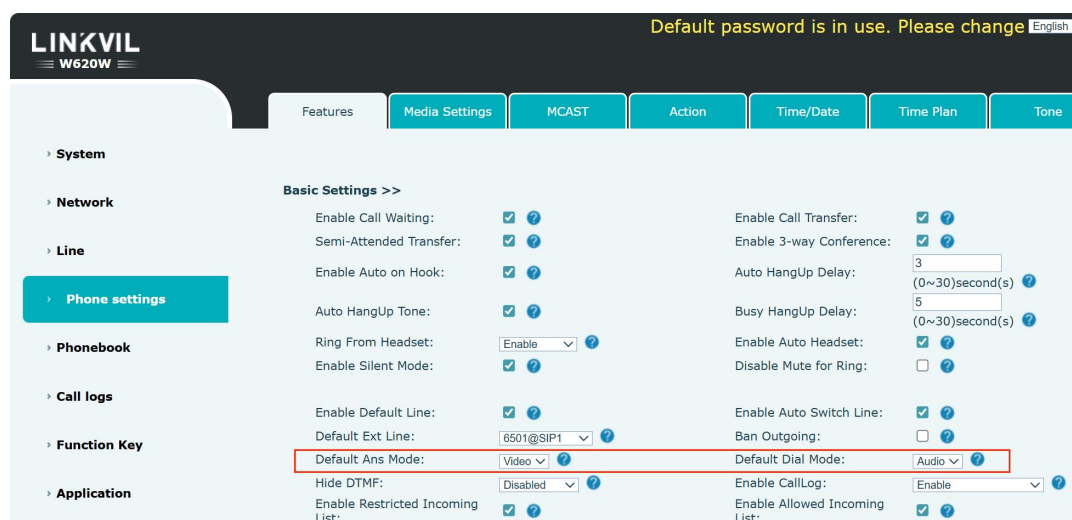 Default password is in use. Please change English
LINKVIL
W620W
Features Media Settings MCAST Action Time/Date Time Plan Tone
› System
› Network
› Line
› Phone settings
› Phonebook
› Call logs
› Function Key
› Application
Basic Settings >>
Enable Call Waiting: Enable Call Transfer:
Semi-Attended Transfer: Enable 3-way Conference:
Enable Auto on Hook: Auto HangUp Delay: 3
(0~30)second(s)
Auto HangUp Tone: Busy HangUp Delay: 5
(0~30)second(s)
Ring From Headset: Enable Enable Auto Headset:
Enable Silent Mode: Disable Mute for Ring:
Enable Default Line: Enable Auto Switch Line:
Default Ext Line: 6501@SIP1 Ban Outgoing:
Default Ans Mode: Video Default Dial Mode: Audio
Hide DTMF: Disabled Enable CallLog: Enable
Enable Restricted Incoming Enable Allowed Incoming
List: List: